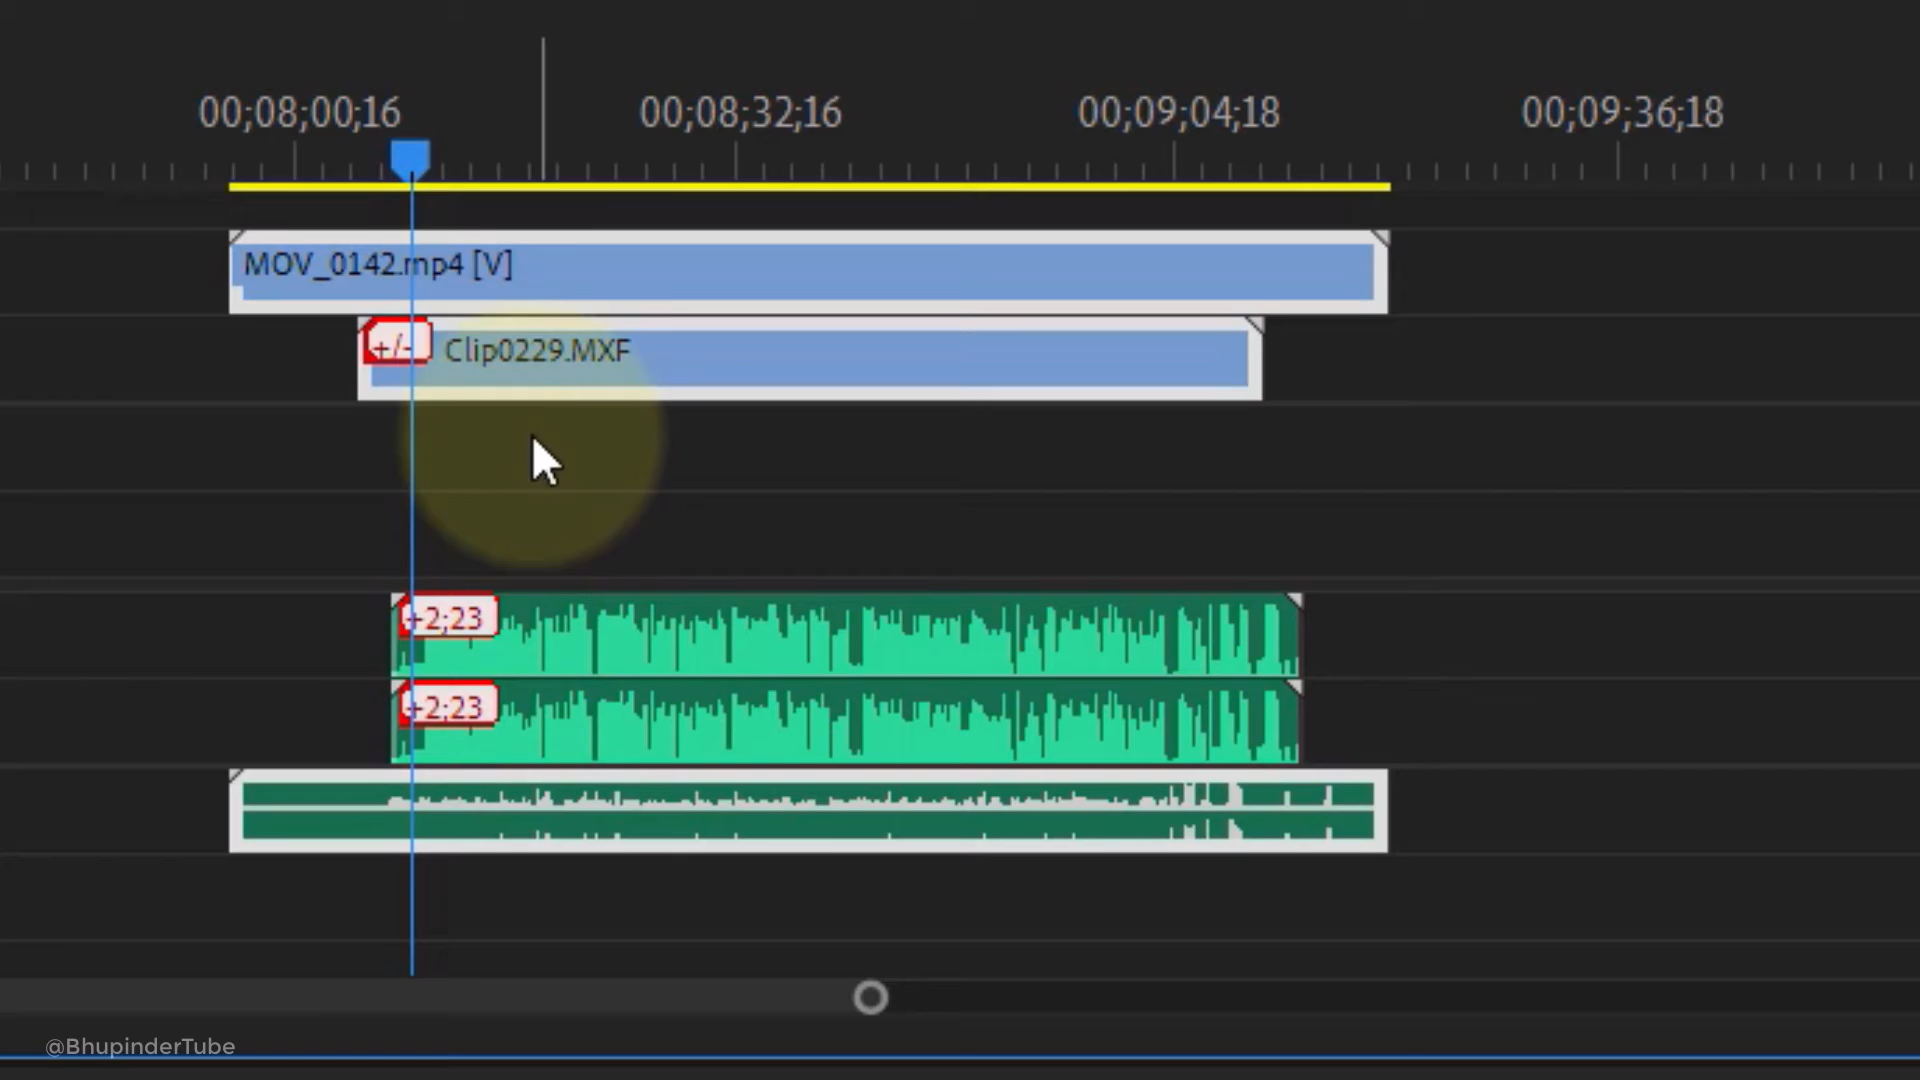 00;08;00;16 00;08;32;16 00;09;04;18 00;09;36;18
MOV_0142.mp4 [V]
+/- Clip0229.MXF
+2;23
+2;23
@BhupinderTube